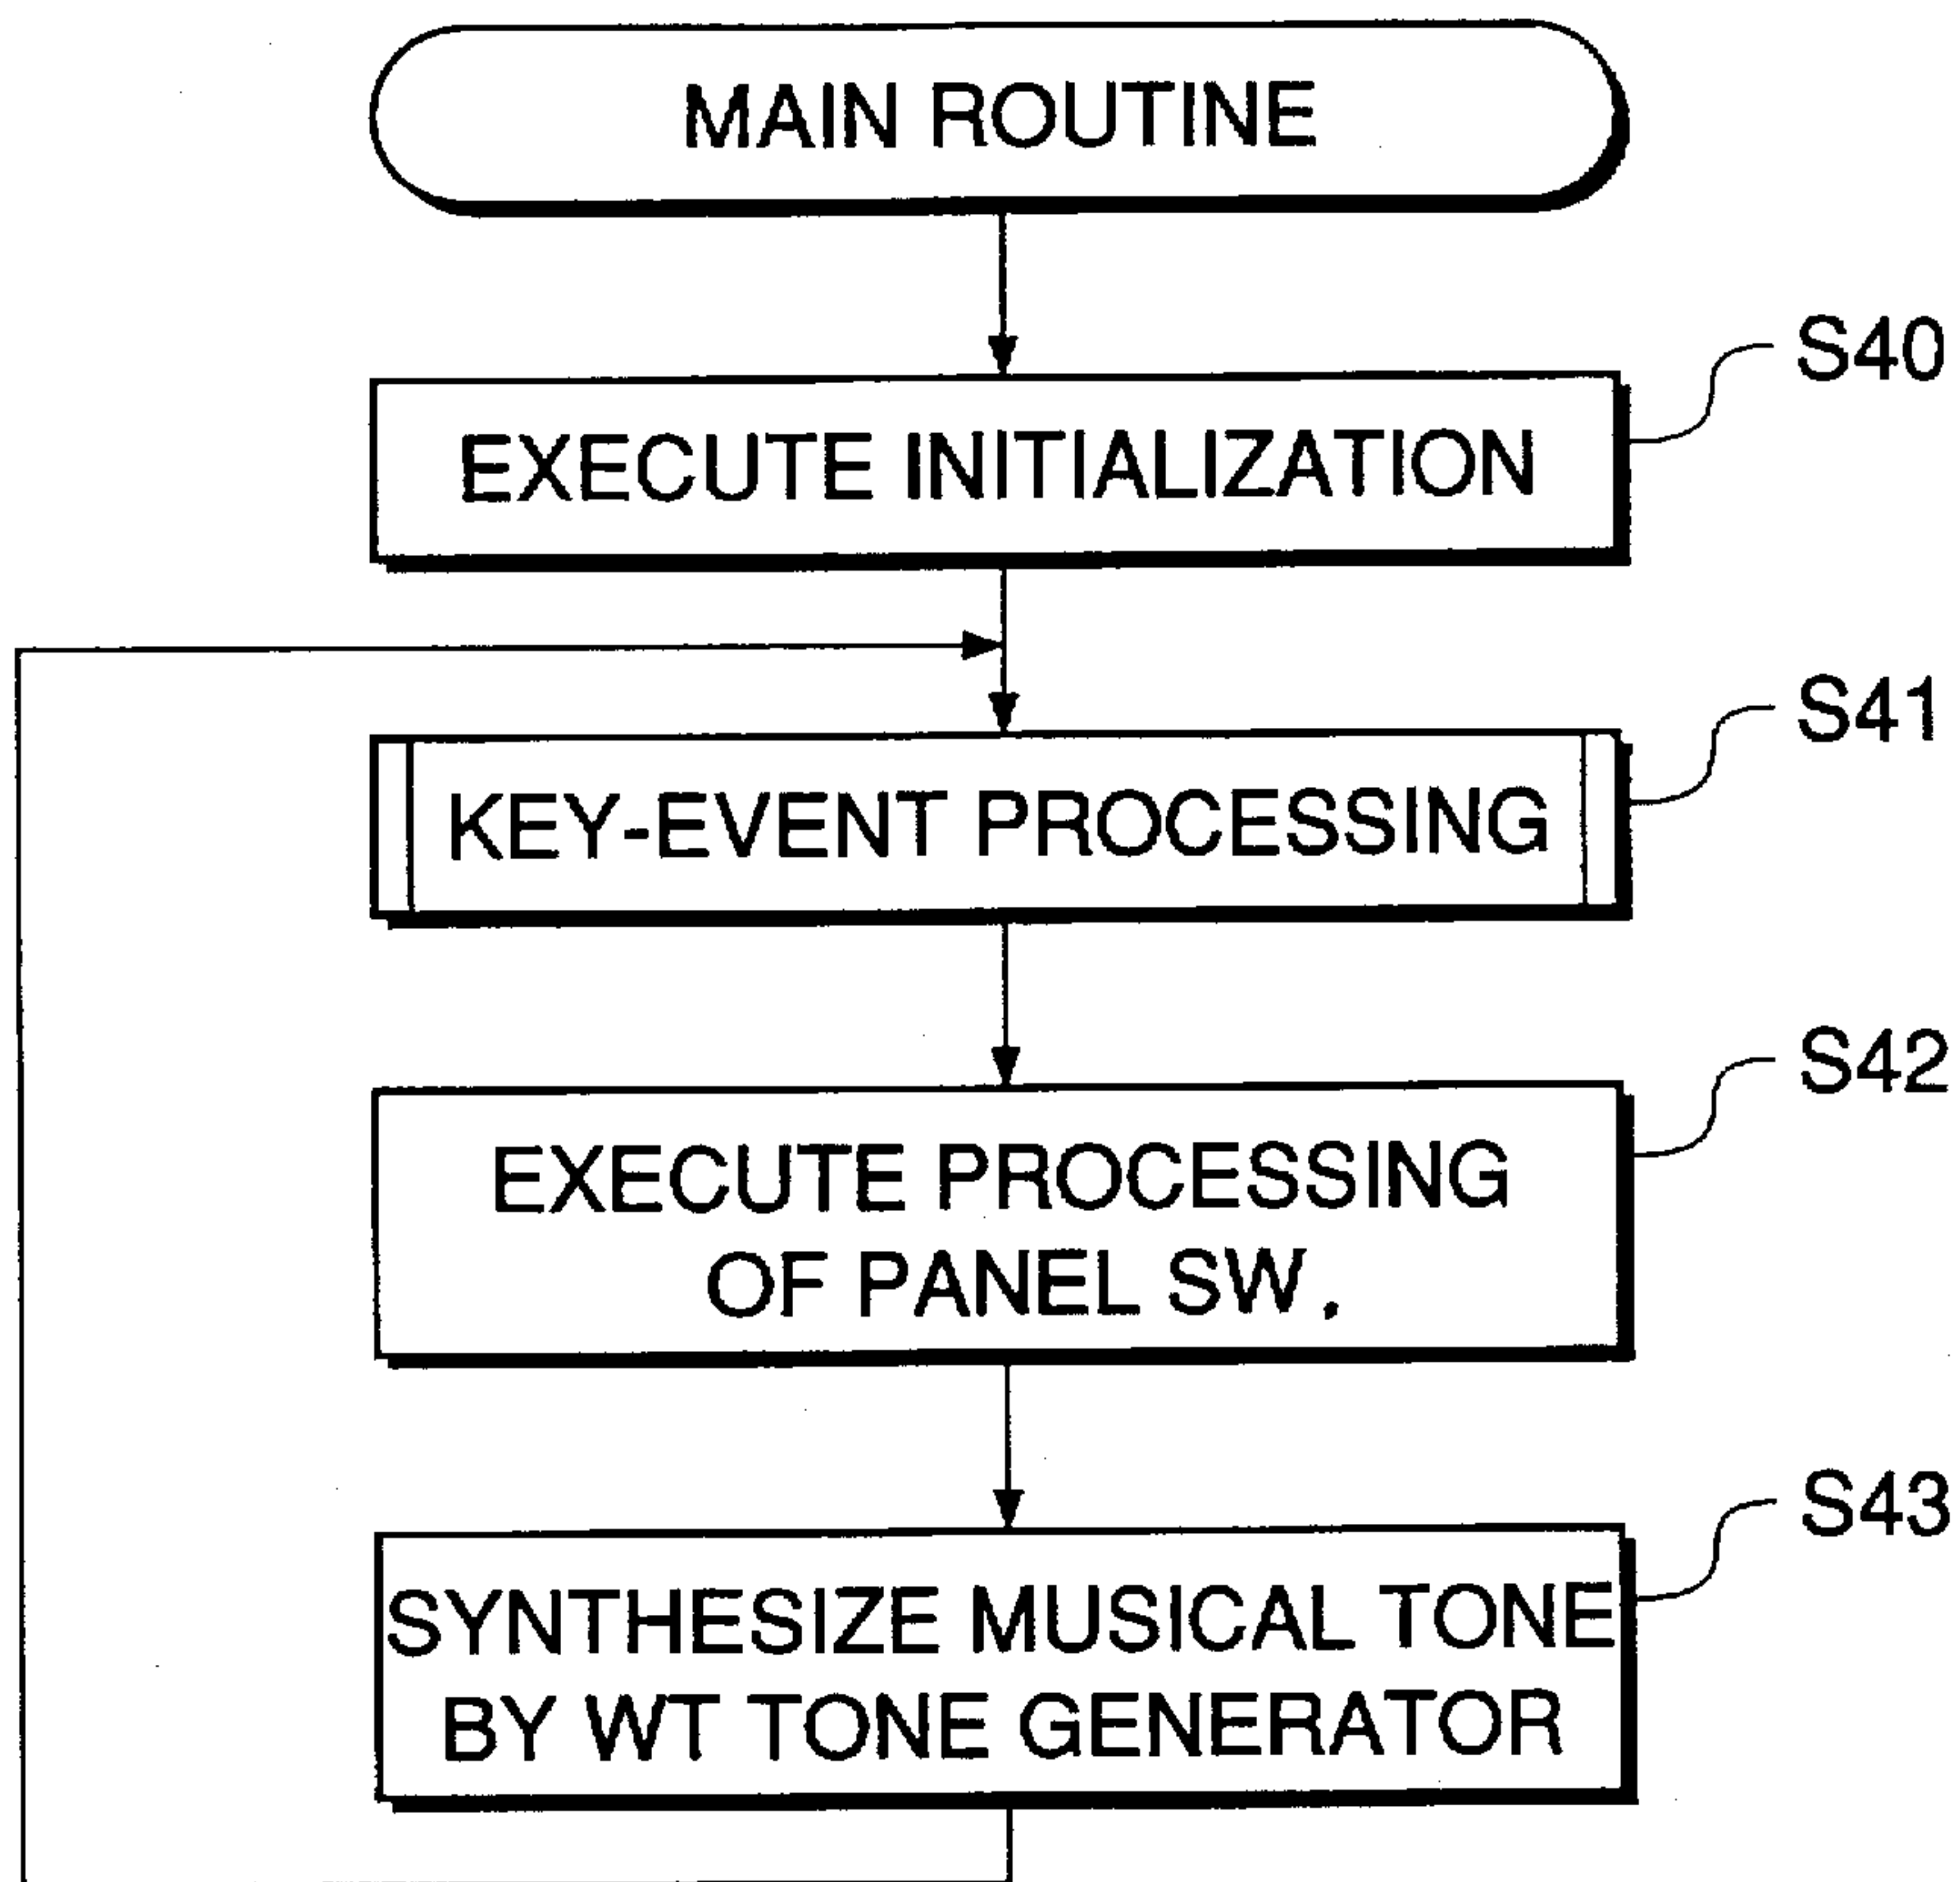 MAIN ROUTINE
S40
EXECUTE INITIALIZATION
S41
KEY-EVENT PROCESSING
S42
EXECUTE PROCESSING
OF PANEL SW.
S43
SYNTHESIZE MUSICAL TONE
BY WT TONE GENERATOR